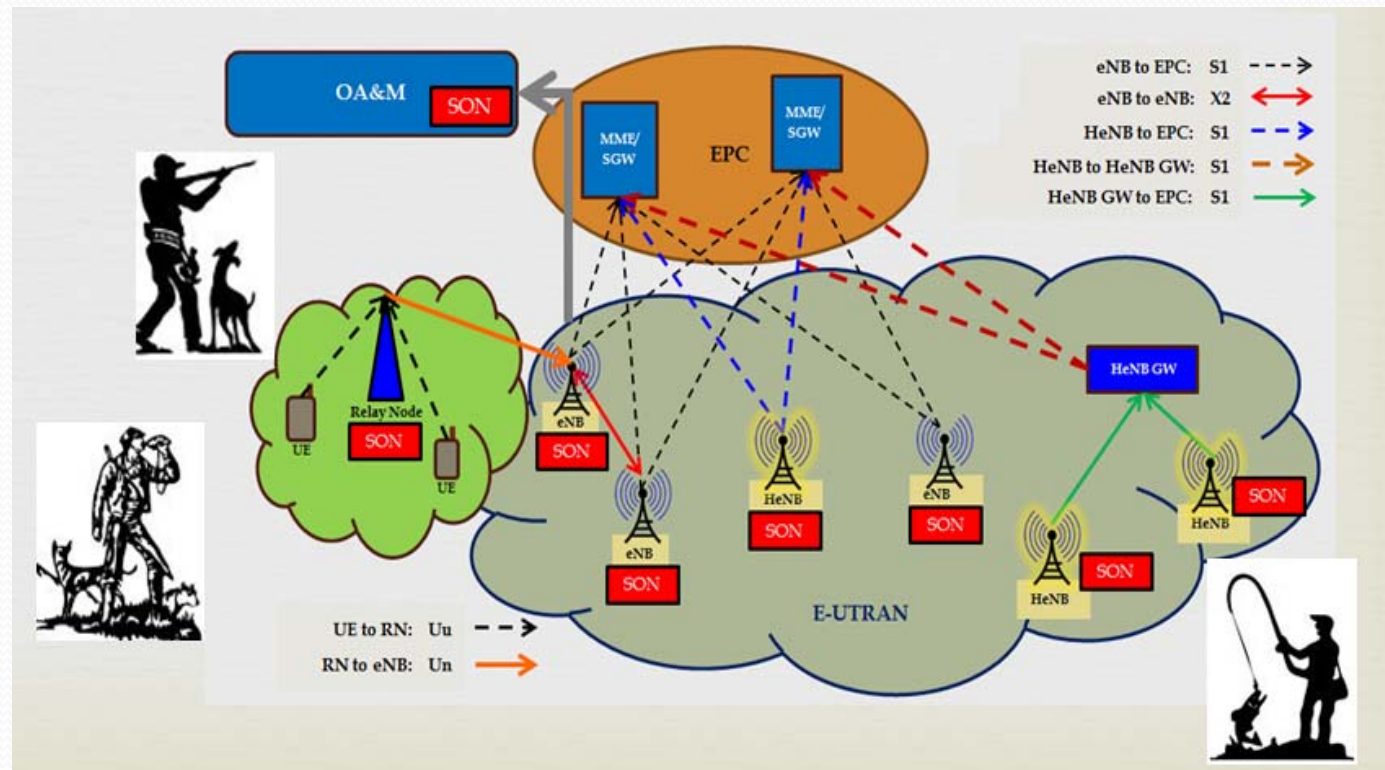 OA&M
SON
MME/
SGW
EPC
MME/
SGW
eNB to EPC: S1
eNB to eNB: X2
HeNB to EPC: S1
HeNB to HeNB GW: S1
HeNB GW to EPC: S1
UE
Relay Node
SON
UE
eNB
SON
eNB
SON
HeNB
SON
eNB
SON
HeNB GW
HeNB
SON
HeNB
SON
E-UTRAN
UE to RN: Uu
RN to eNB: Un